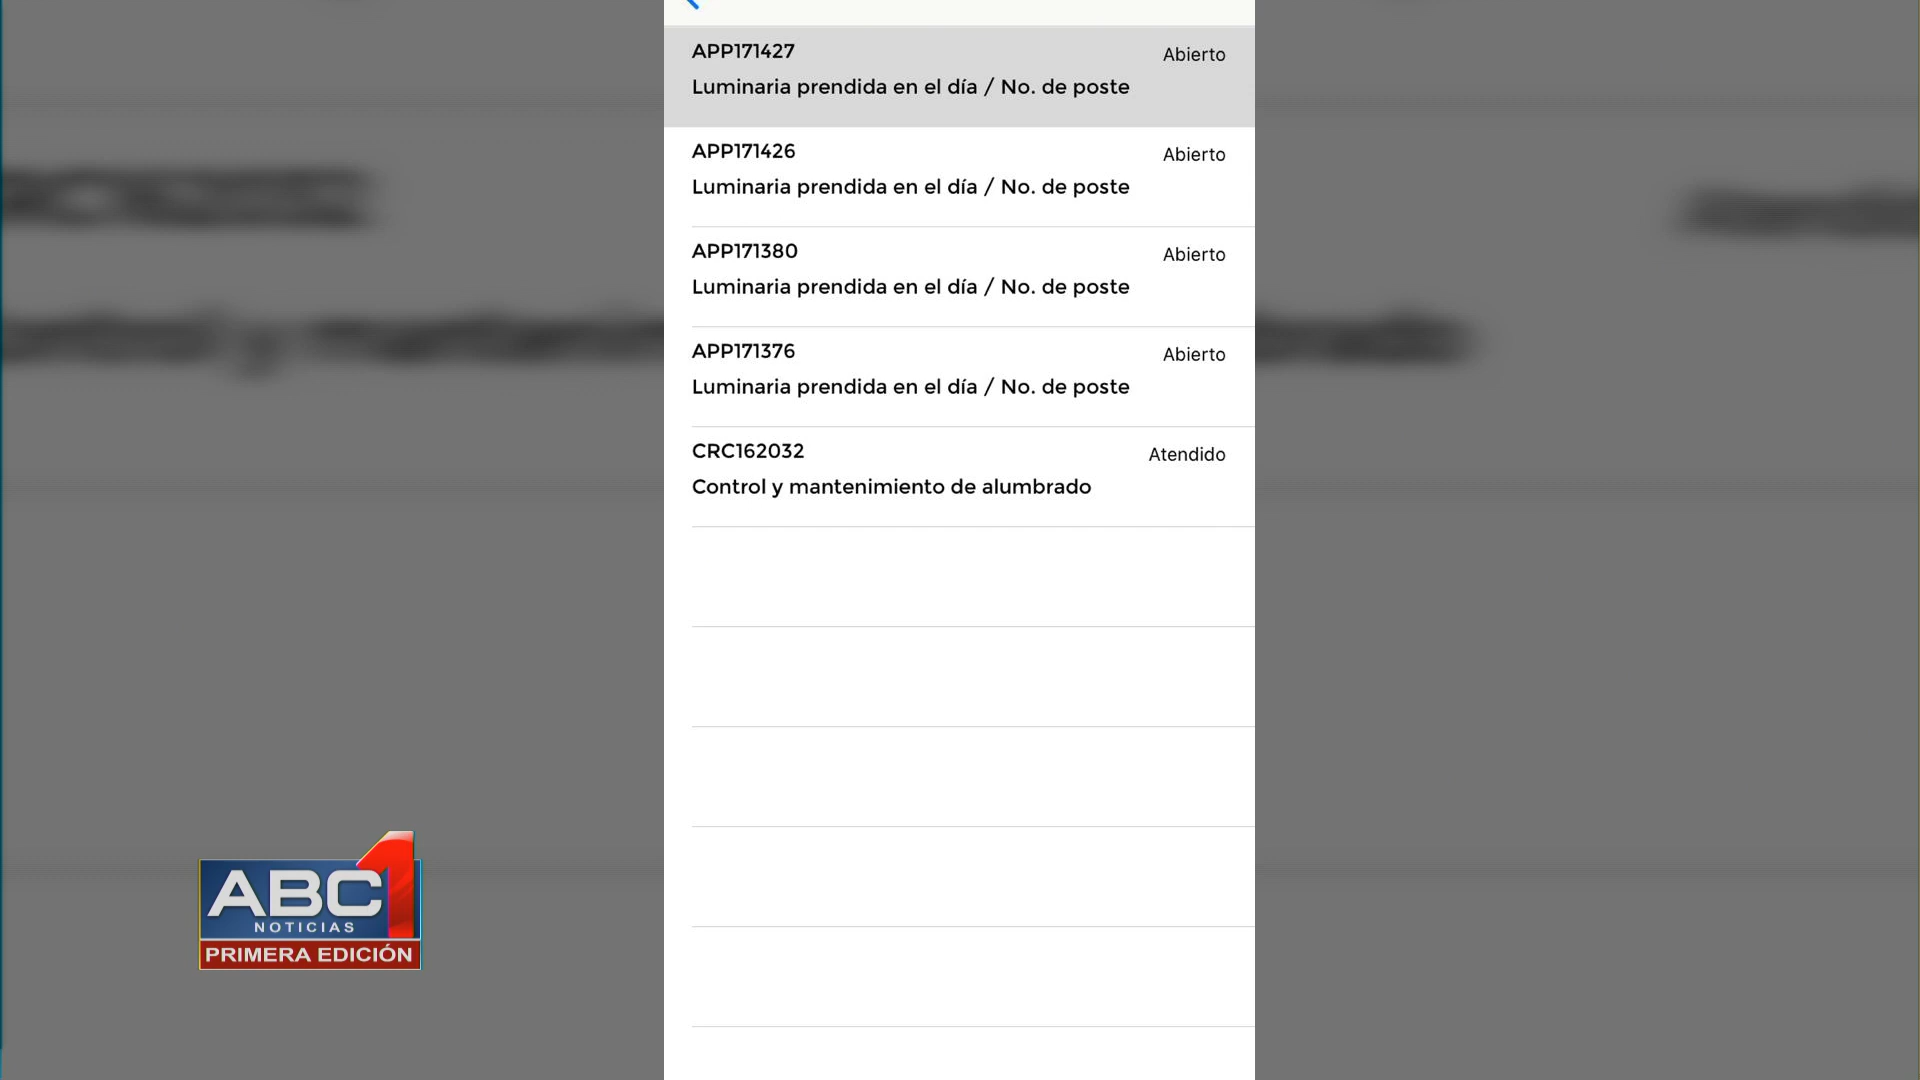 APP171427
Abierto
Luminaria prendida en el día / No. de poste
APP171426
Abierto
Luminaria prendida en el día / No. de poste
APP171380
Abierto
Luminaria prendida en el día / No. de poste
APP171376
Abierto
Luminaria prendida en el día / No. de poste
CRC162032
Atendido
Control y mantenimiento de alumbrado
ABC1
NOTICIAS
PRIMERA EDICIÓN